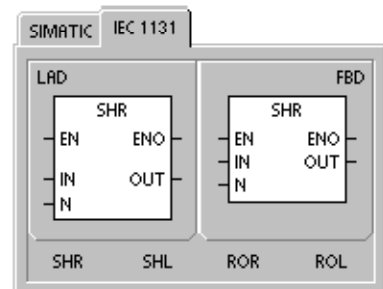 SIMATIC IEC 1131
LAD FBD
SHR SHR
EN ENO EN ENO
IN OUT IN OUT
N N
SHR SHL ROR ROL